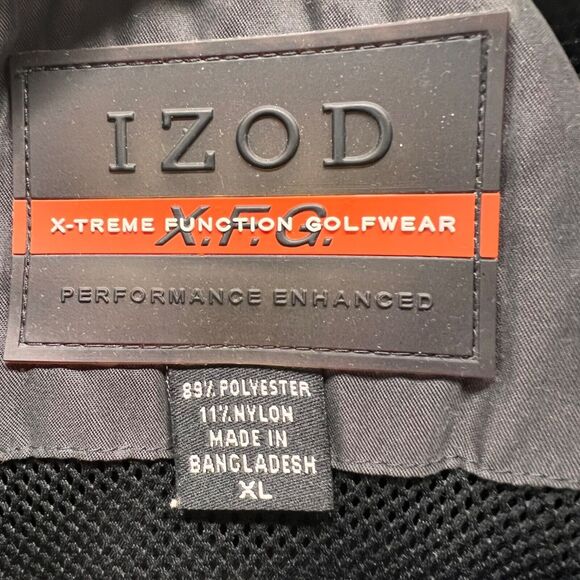 IZOD
X.F.G.
X-TREME FUNCTION GOLFWEAR
PERFORMANCE ENHANCED
89% POLYESTER
11% NYLON
MADE IN
BANGLADESH
XL